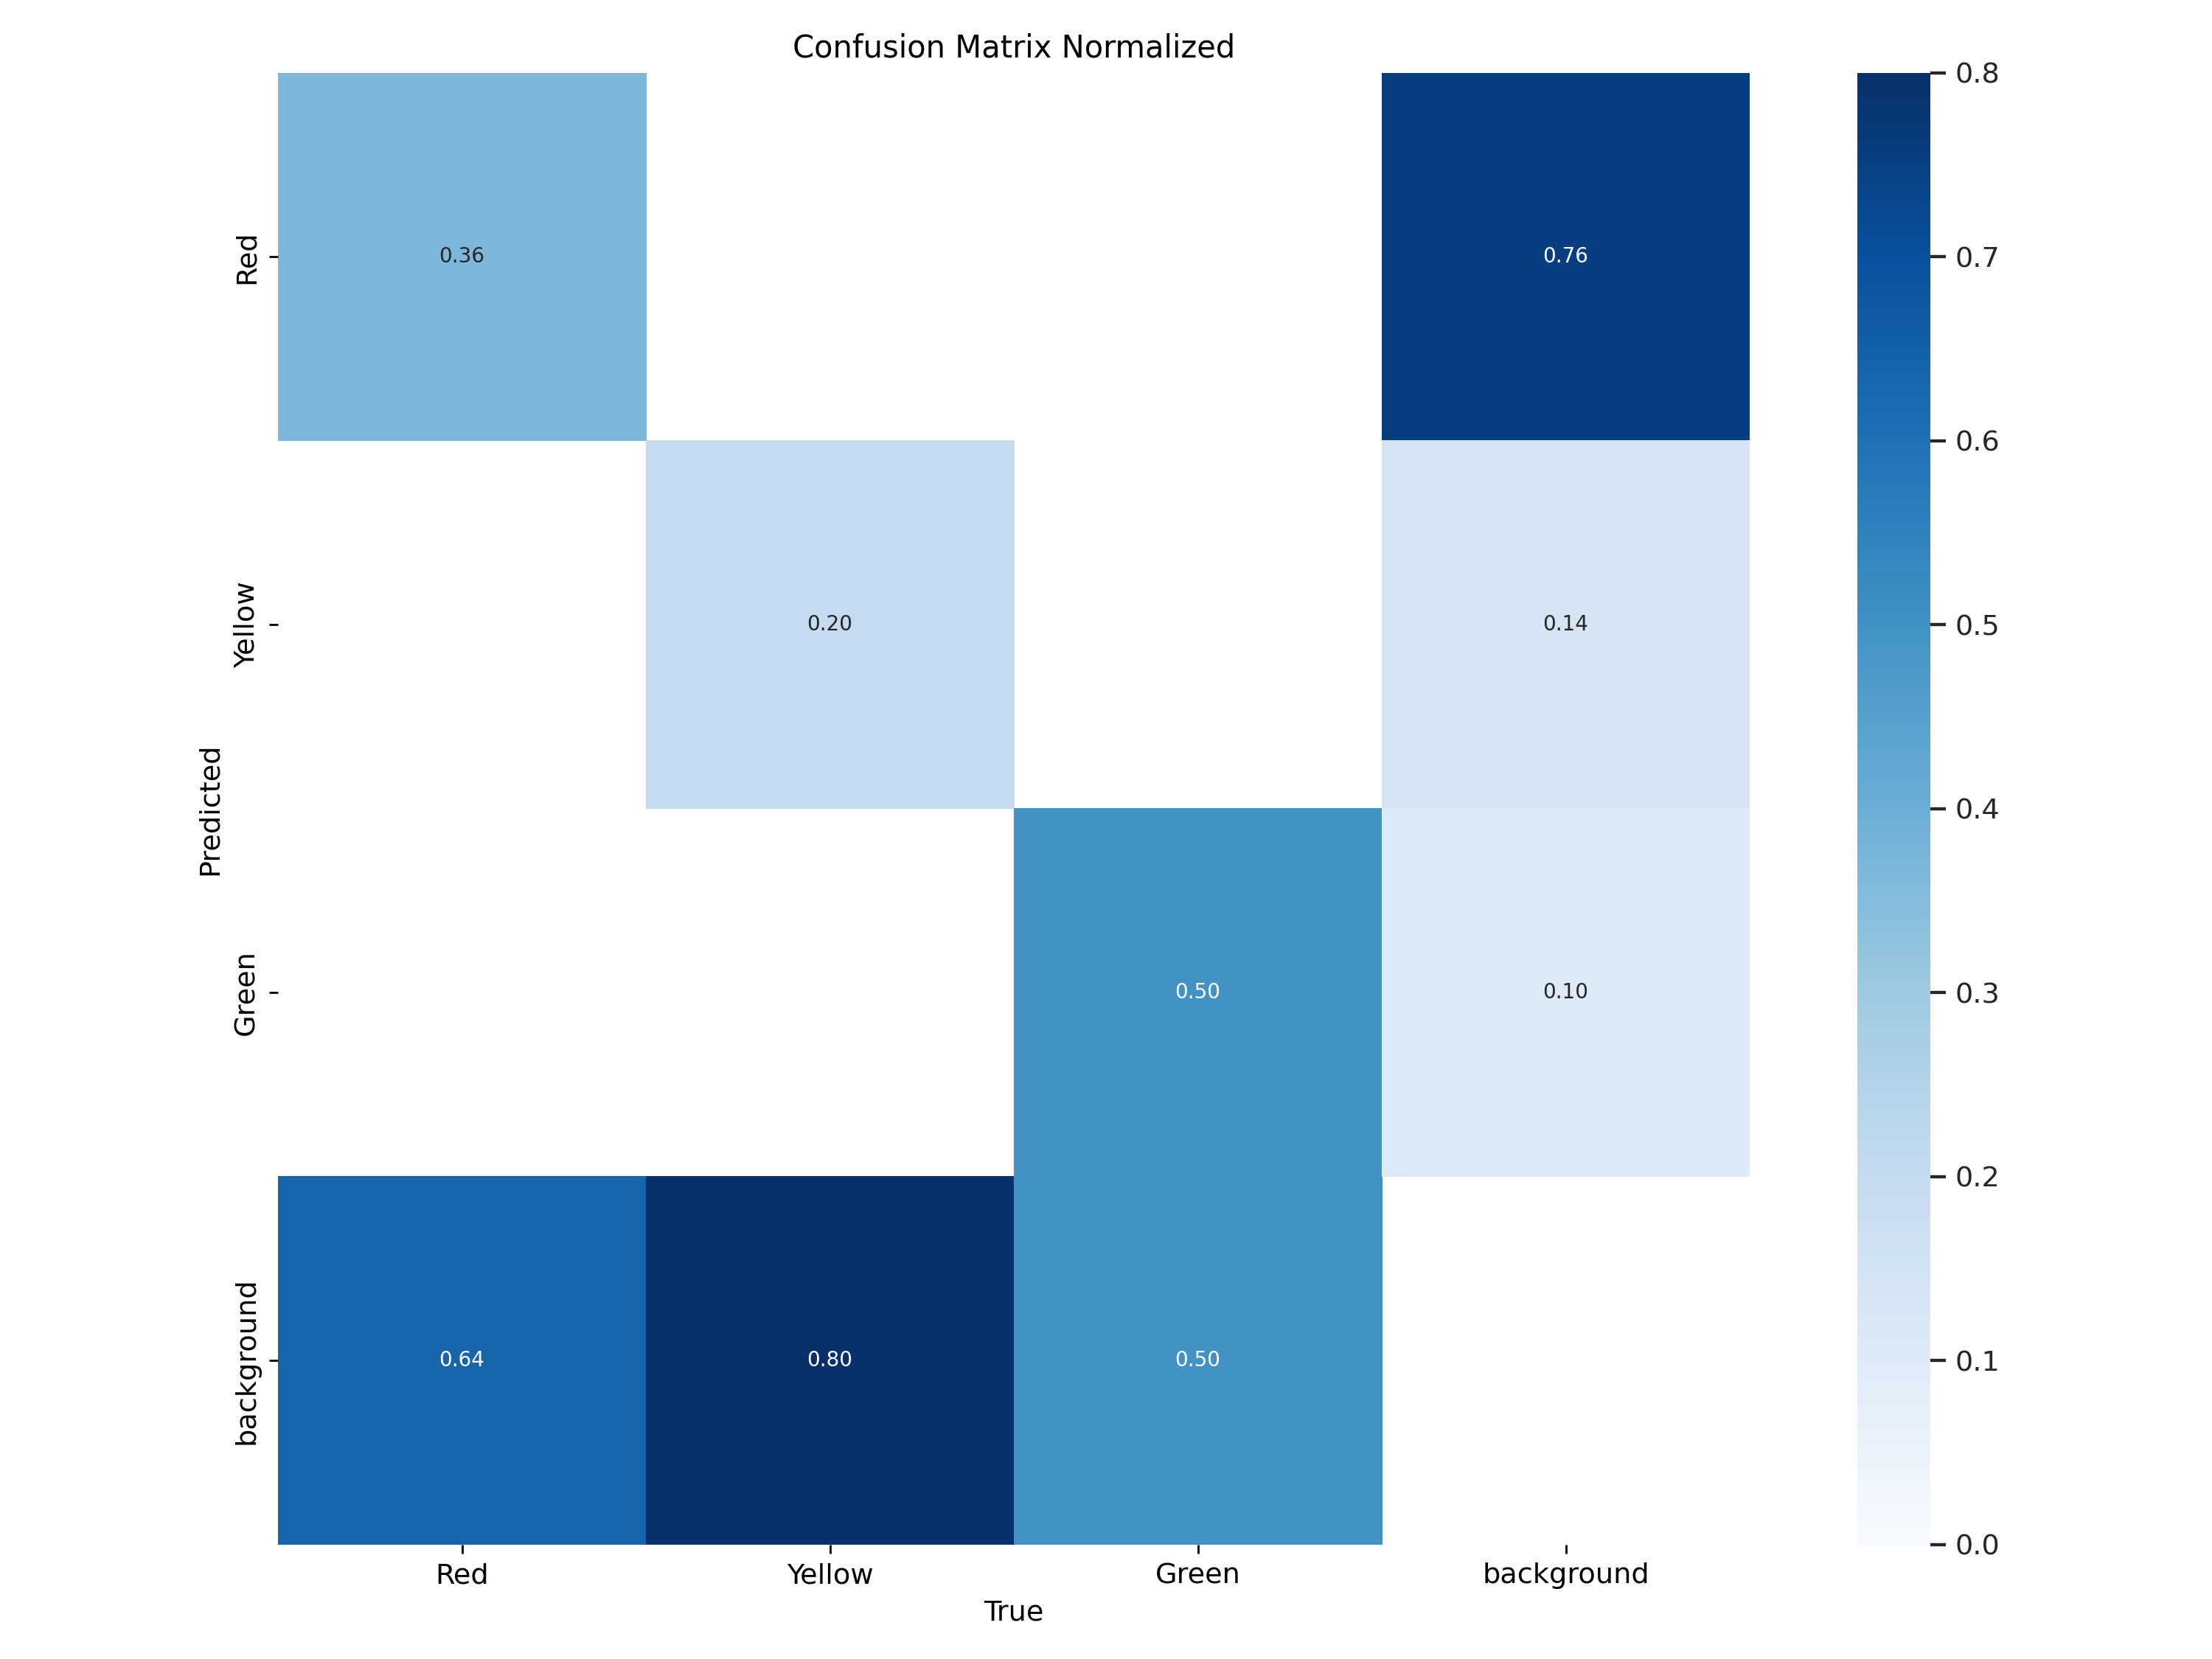 Confusion Matrix Normalized
Red
0.36
0.76
Yellow
0.20
0.14
Predicted
Green
0.50
0.10
background
0.64
0.80
0.50
Red
Yellow
Green
background
True
0.8
0.7
0.6
0.5
0.4
0.3
0.2
0.1
0.0